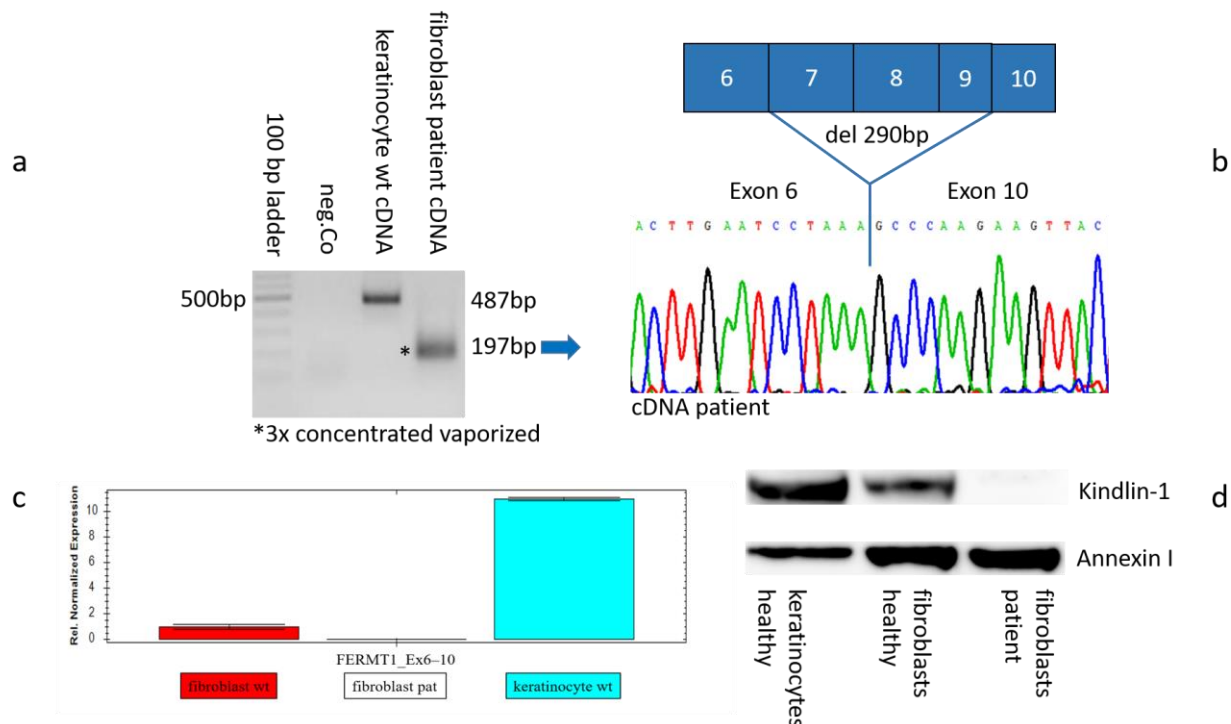 a
100 bp ladder
neg.Co
keratinocyte wt cDNA
fibroblast patient cDNA
500bp
487bp
*
197bp
*3x concentrated vaporized
b
6 7 8 9 10
del 290bp
Exon 6 Exon 10
A C T T G A A T C C T A A A G C C C A A G A A G T T A C
cDNA patient
c
Rel. Normalized Expression
10
8
6
4
2
0
FERMT1_Ex6–10
fibroblast wt
fibroblast pat
keratinocyte wt
d
Kindlin-1
Annexin I
keratinocytes
healthy
fibroblasts
healthy
fibroblasts
patient